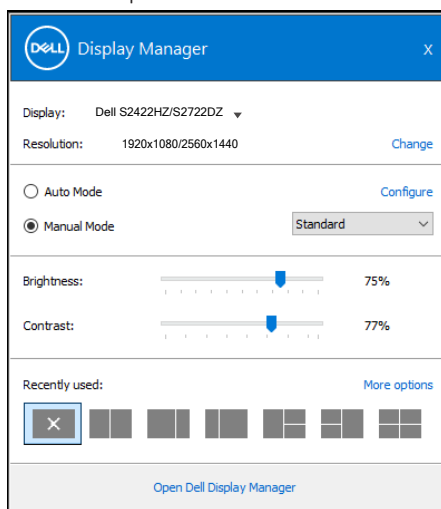 DELL Display Manager X
Display: Dell S2422HZ/S2722DZ
Resolution: 1920x1080/2560x1440 Change
Auto Mode Configure
Manual Mode Standard
Brightness: 75%
Contrast: 77%
Recently used: More options
Open Dell Display Manager